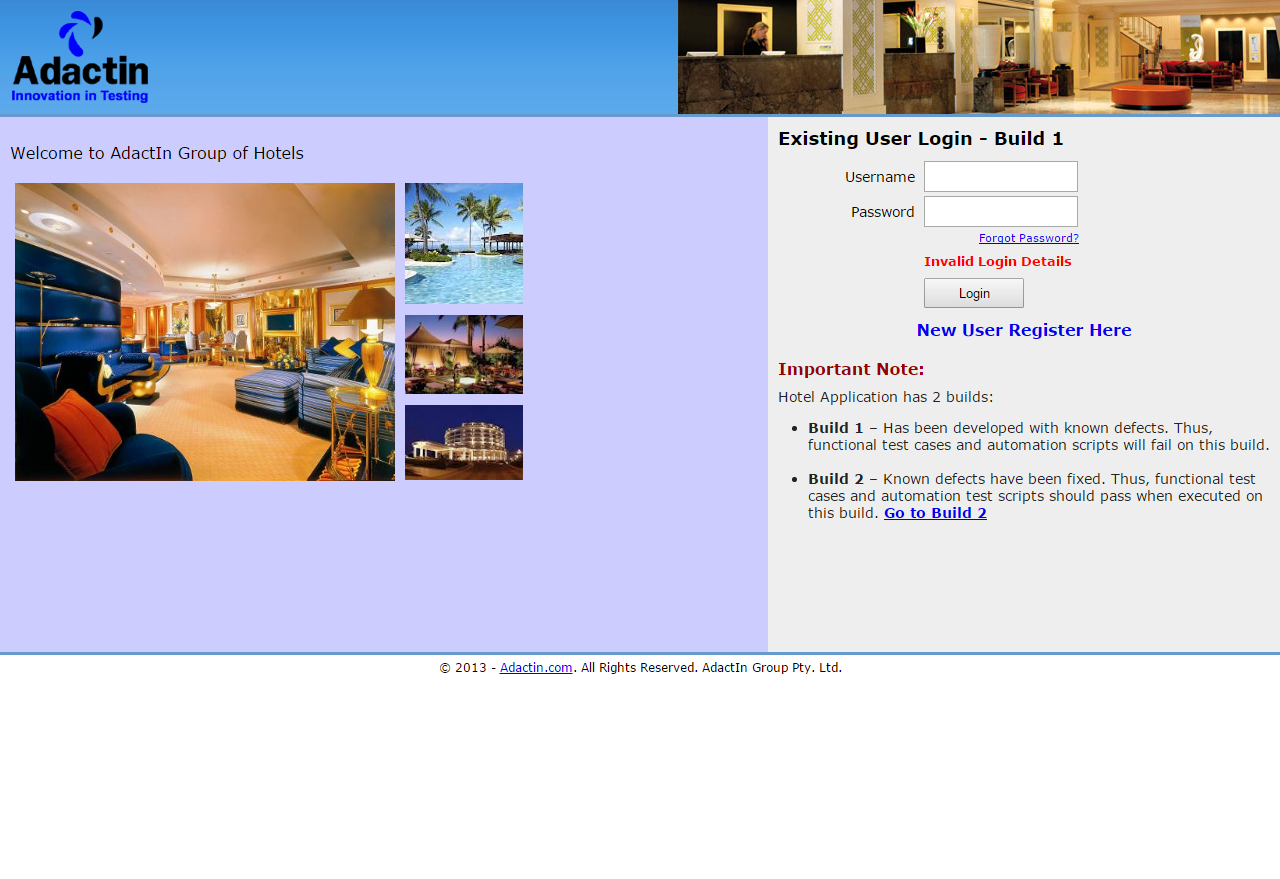 Adactin
Innovation in Testing
Welcome to AdactIn Group of Hotels
Existing User Login - Build 1
Username
Password
Forgot Password?
Invalid Login Details
Login
New User Register Here
Important Note:
Hotel Application has 2 builds:
• Build 1 – Has been developed with known defects. Thus,
functional test cases and automation scripts will fail on this build.
• Build 2 – Known defects have been fixed. Thus, functional test
cases and automation test scripts should pass when executed on
this build. Go to Build 2
© 2013 - Adactin.com. All Rights Reserved. AdactIn Group Pty. Ltd.